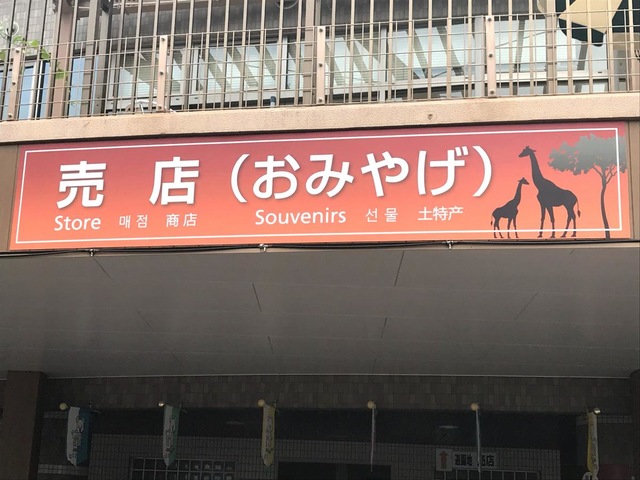 売 店 (おみやげ)
Store 매점 商店 Souvenirs 선물 土特产